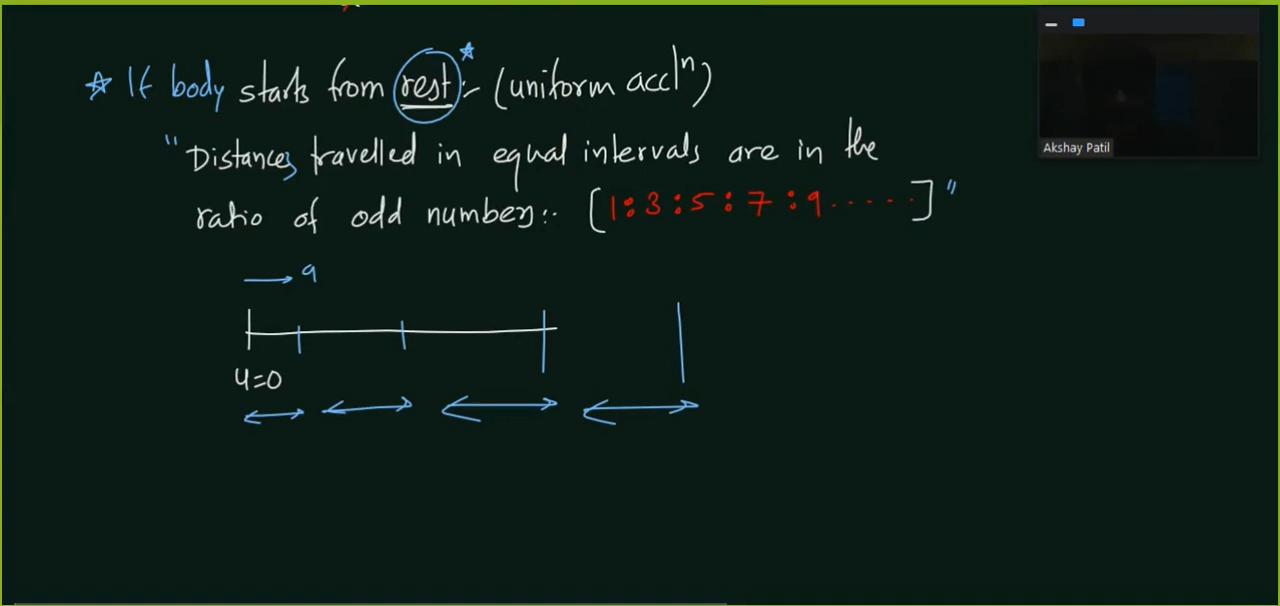 ☆ If body starts from rest☆:- (uniform accl^n)
"Distances travelled in equal intervals are in the
ratio of odd numbers:- [1:3:5:7:9.....]"
→ a
u=0
Akshay Patil